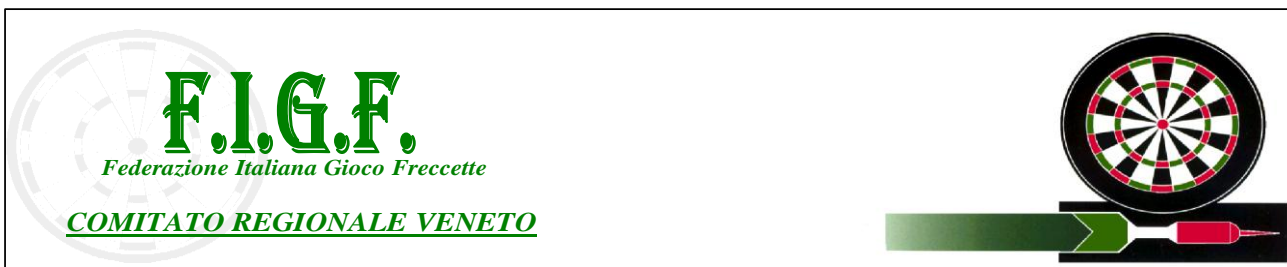 F.I.G.F.
Federazione Italiana Gioco Freccette
COMITATO REGIONALE VENETO